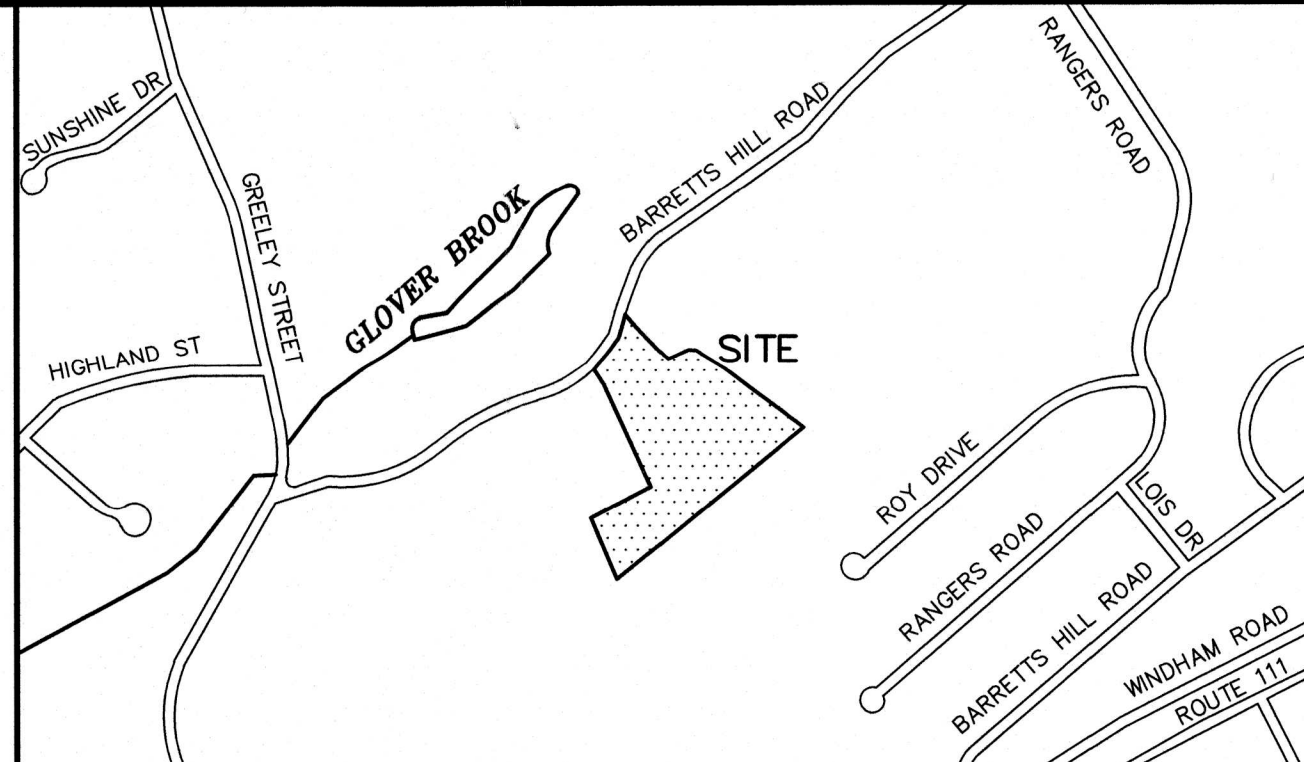 SUNSHINE DR
GREELEY STREET
HIGHLAND ST
GLOVER BROOK
BARRETTS HILL ROAD
RANGERS ROAD
SITE
ROY DRIVE
LOIS DR
RANGERS ROAD
BARRETTS HILL ROAD
WINDHAM ROAD
ROUTE 111